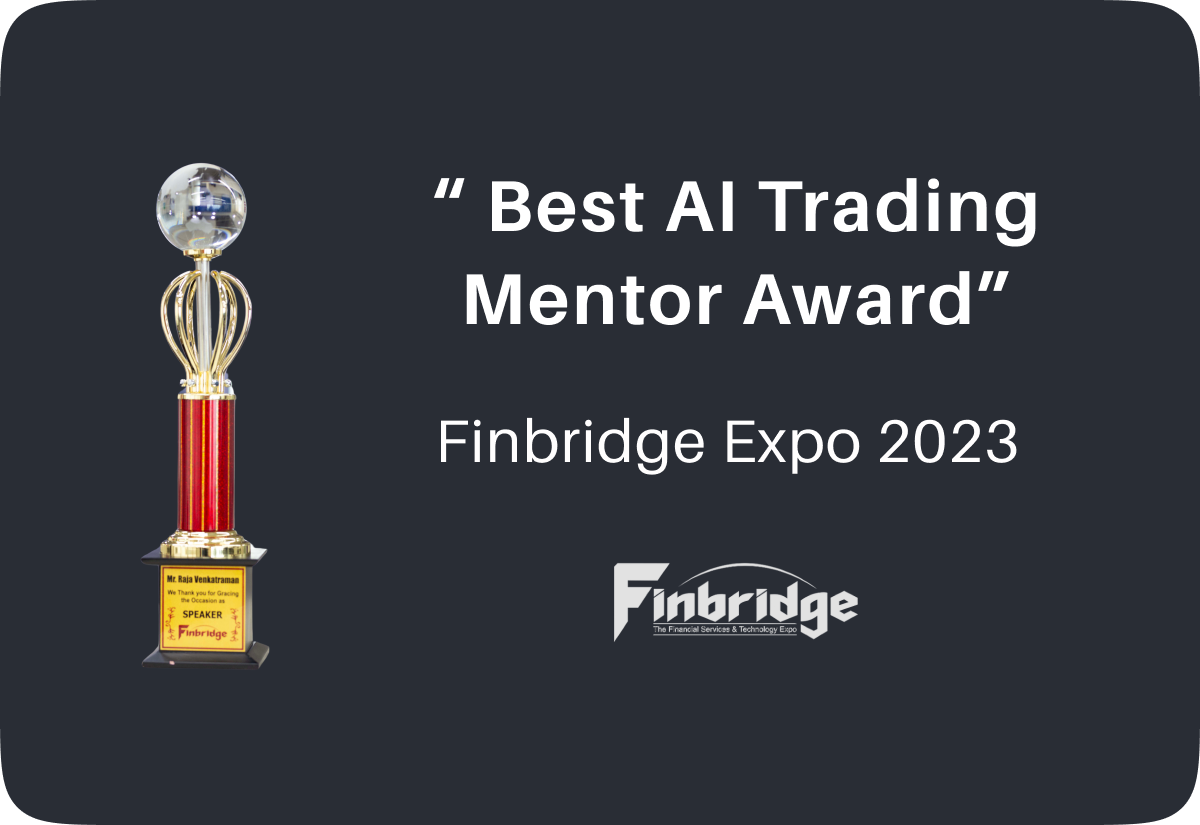 “ Best AI Trading
Mentor Award”
Finbridge Expo 2023
Finbridge
The Financial Services & Technology Expo
Mr. Raja Venkatraman
We Thank you for Gracing
the Occasion as
SPEAKER
Finbridge